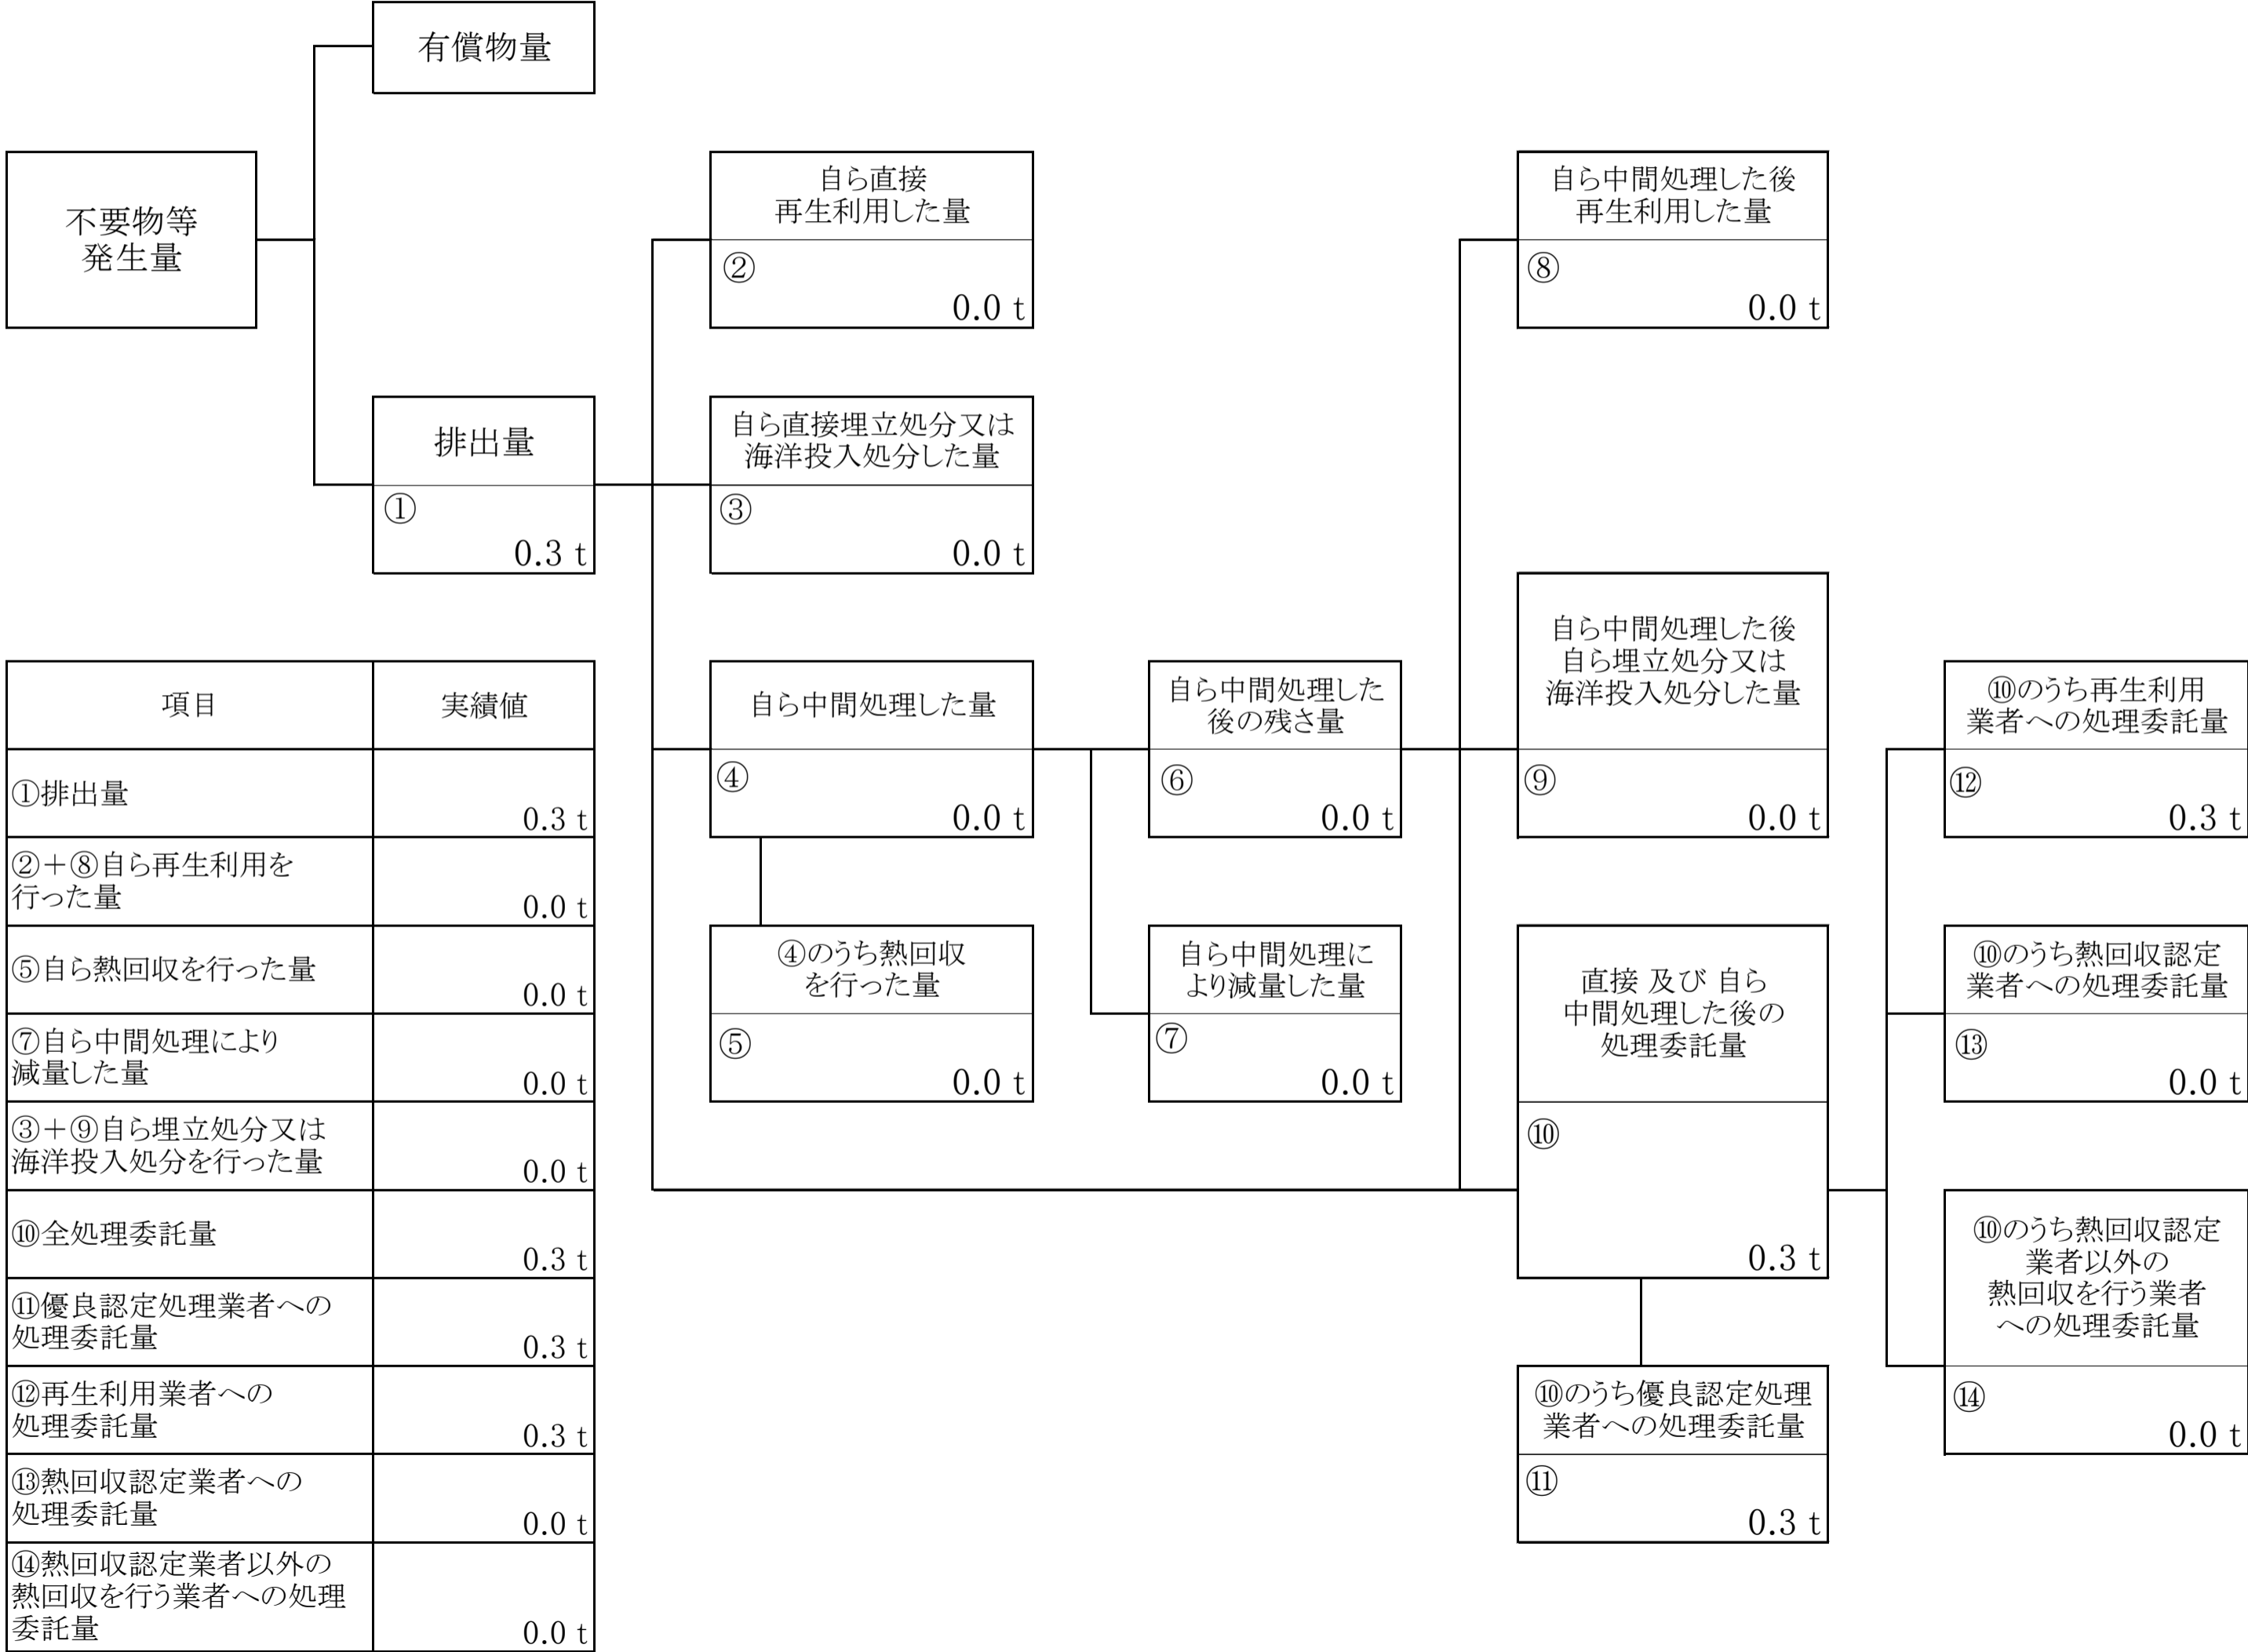 有償物量
不要物等
発生量
自ら直接
再生利用した量
②
0.0 t
自ら中間処理した後
再生利用した量
⑧
0.0 t
排出量
①
0.3 t
自ら直接埋立処分又は
海洋投入処分した量
③
0.0 t
自ら中間処理した量
④
0.0 t
自ら中間処理した
後の残さ量
⑥
0.0 t
自ら中間処理した後
自ら埋立処分又は
海洋投入処分した量
⑨
0.0 t
⑩のうち再生利用
業者への処理委託量
⑫
0.3 t
④のうち熱回収
を行った量
⑤
0.0 t
自ら中間処理に
より減量した量
⑦
0.0 t
直接 及び 自ら
中間処理した後の
処理委託量
⑩
0.3 t
⑩のうち熱回収認定
業者への処理委託量
⑬
0.0 t
⑩のうち熱回収認定
業者以外の
熱回収を行う業者
への処理委託量
⑭
0.0 t
⑩のうち優良認定処理
業者への処理委託量
⑪
0.3 t
項目 実績値
①排出量
0.3 t
②+⑧自ら再生利用を
行った量
0.0 t
⑤自ら熱回収を行った量
0.0 t
⑦自ら中間処理により
減量した量
0.0 t
③+⑨自ら埋立処分又は
海洋投入処分を行った量
0.0 t
⑩全処理委託量
0.3 t
⑪優良認定処理業者への
処理委託量
0.3 t
⑫再生利用業者への
処理委託量
0.3 t
⑬熱回収認定業者への
処理委託量
0.0 t
⑭熱回収認定業者以外の
熱回収を行う業者への処理
委託量
0.0 t